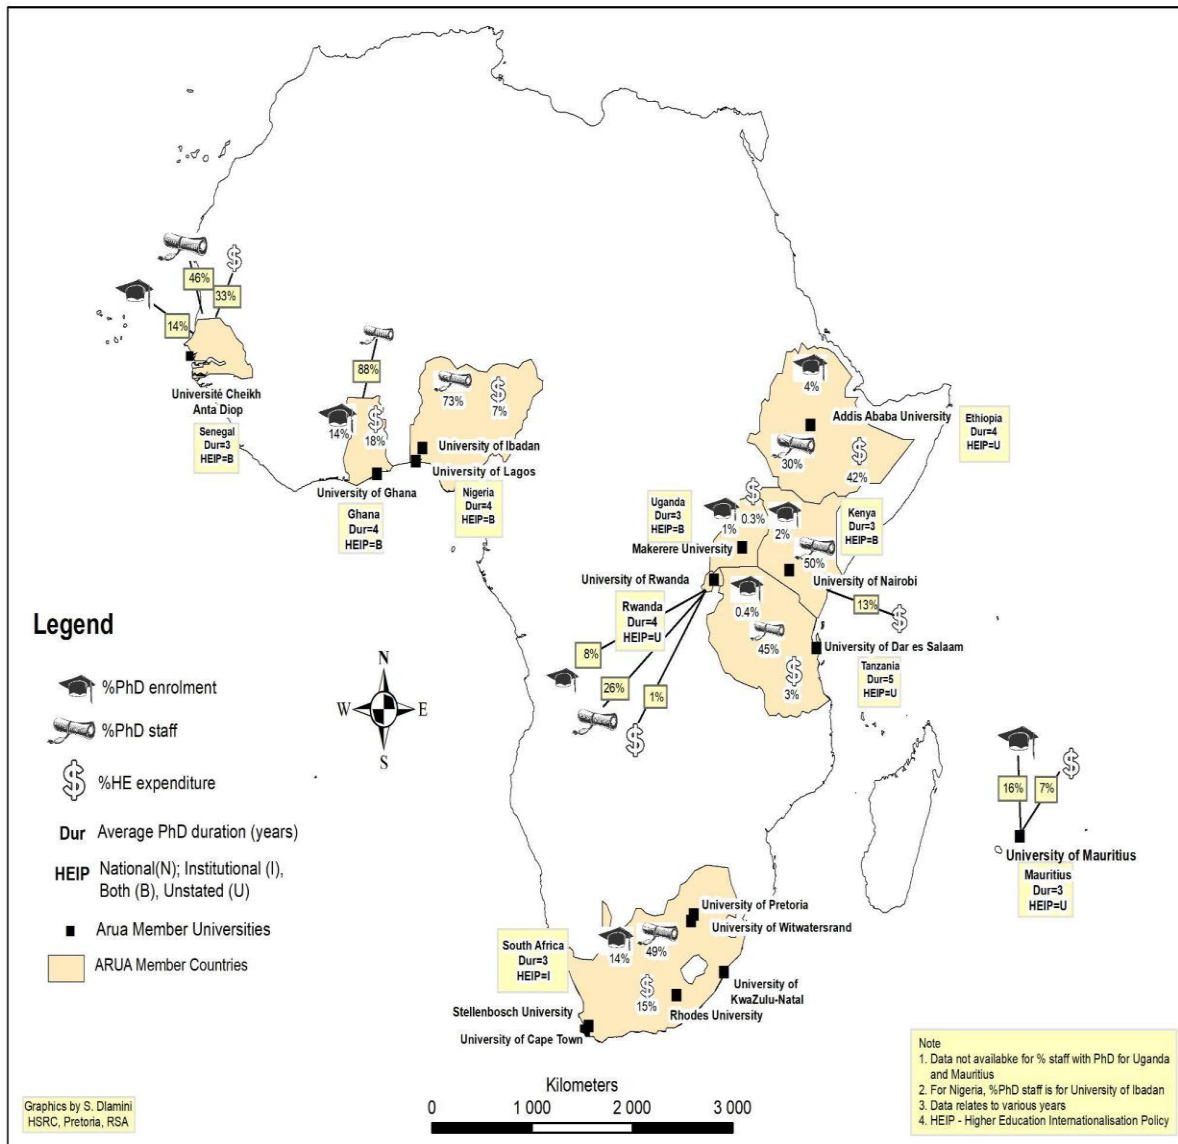 46%
33%
14%
Université Cheikh
Anta Diop
Senegal
Dur=3
HEIP=B
88%
14%
18%
73%
7%
University of Ibadan
University of Lagos
University of Ghana
Ghana
Dur=4
HEIP=B
Nigeria
Dur=4
HEIP=B
4%
Addis Ababa University
30%
42%
Ethiopia
Dur=4
HEIP=U
Uganda
Dur=3
HEIP=B
1%
0.3%
Makerere University
2%
50%
Kenya
Dur=3
HEIP=B
University of Nairobi
13%
University of Rwanda
Rwanda
Dur=4
HEIP=U
8%
26%
1%
0.4%
45%
3%
University of Dar es Salaam
Tanzania
Dur=5
HEIP=U
16%
7%
University of Mauritius
Mauritius
Dur=3
HEIP=U
University of Pretoria
University of Witwatersrand
South Africa
Dur=3
HEIP=I
14%
49%
15%
University of
KwaZulu-Natal
Rhodes University
Stellenbosch University
University of Cape Town
Legend
%PhD enrolment
%PhD staff
$ %HE expenditure
Dur Average PhD duration (years)
HEIP National(N); Institutional (I),
Both (B), Unstated (U)
Arua Member Universities
ARUA Member Countries
N
W E
S
Kilometers
0 1 000 2 000 3 000
Graphics by S. Dlamini
HSRC, Pretoria, RSA
Note
1. Data not availabke for % staff with PhD for Uganda
and Mauritius
2. For Nigeria, %PhD staff is for University of Ibadan
3. Data relates to various years
4. HEIP - Higher Education Internationalisation Policy